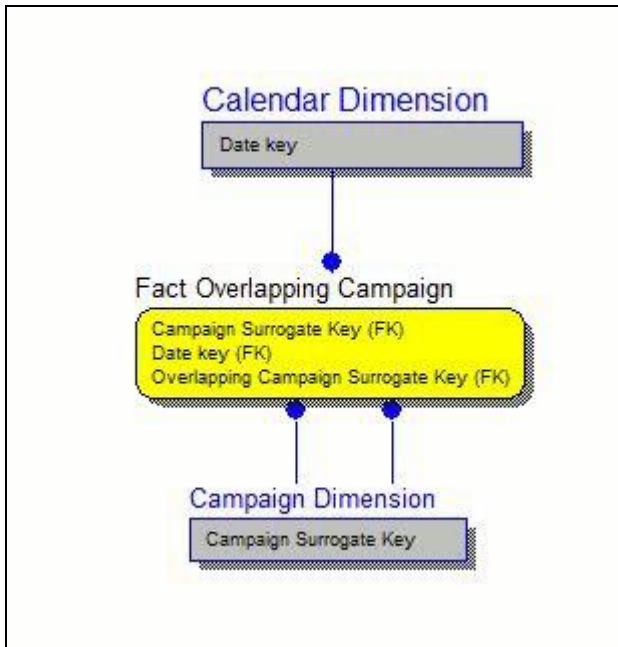 Calendar Dimension
Date key
Fact Overlapping Campaign
Campaign Surrogate Key (FK)
Date key (FK)
Overlapping Campaign Surrogate Key (FK)
Campaign Dimension
Campaign Surrogate Key